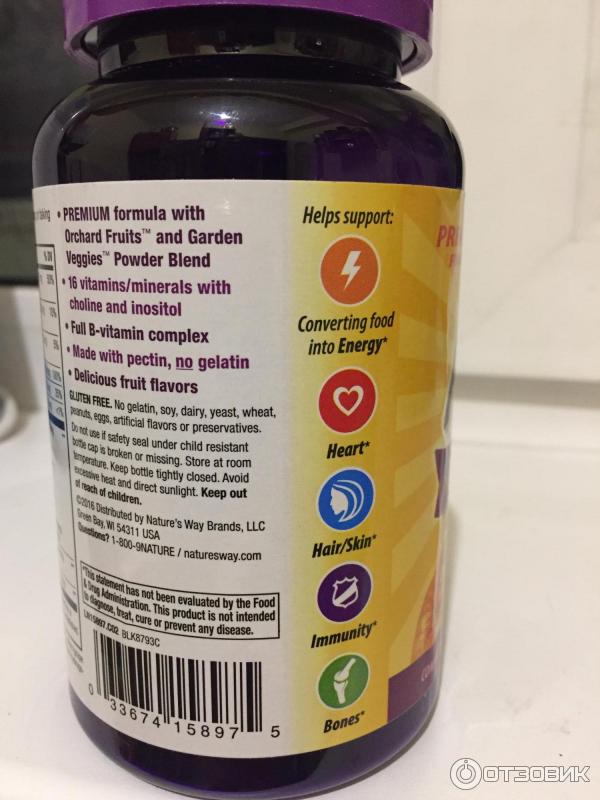 • PREMIUM formula with
Orchard Fruits™ and Garden
Veggies™ Powder Blend
• 16 vitamins/minerals with
choline and inositol
• Full B-vitamin complex
• Made with pectin, no gelatin
• Delicious fruit flavors
GLUTEN FREE. No gelatin, soy, dairy, yeast, wheat,
peanuts, eggs, artificial flavors or preservatives.
Do not use if safety seal under child resistant
bottle cap is broken or missing. Store at room
temperature. Keep bottle tightly closed. Avoid
excessive heat and direct sunlight. Keep out
of reach of children.
©2016 Distributed by Nature's Way Brands, LLC
Green Bay, WI 54311 USA
Questions? 1-800-9NATURE / naturesway.com
*This statement has not been evaluated by the Food
& Drug Administration. This product is not intended
to diagnose, treat, cure or prevent any disease.
LN15897.C02 BLK8793C
0 33674 15897 5
Helps support:
Converting food
into Energy*
Heart*
Hair/Skin*
Immunity*
Bones*
taking
% DV
ОТЗОВИК